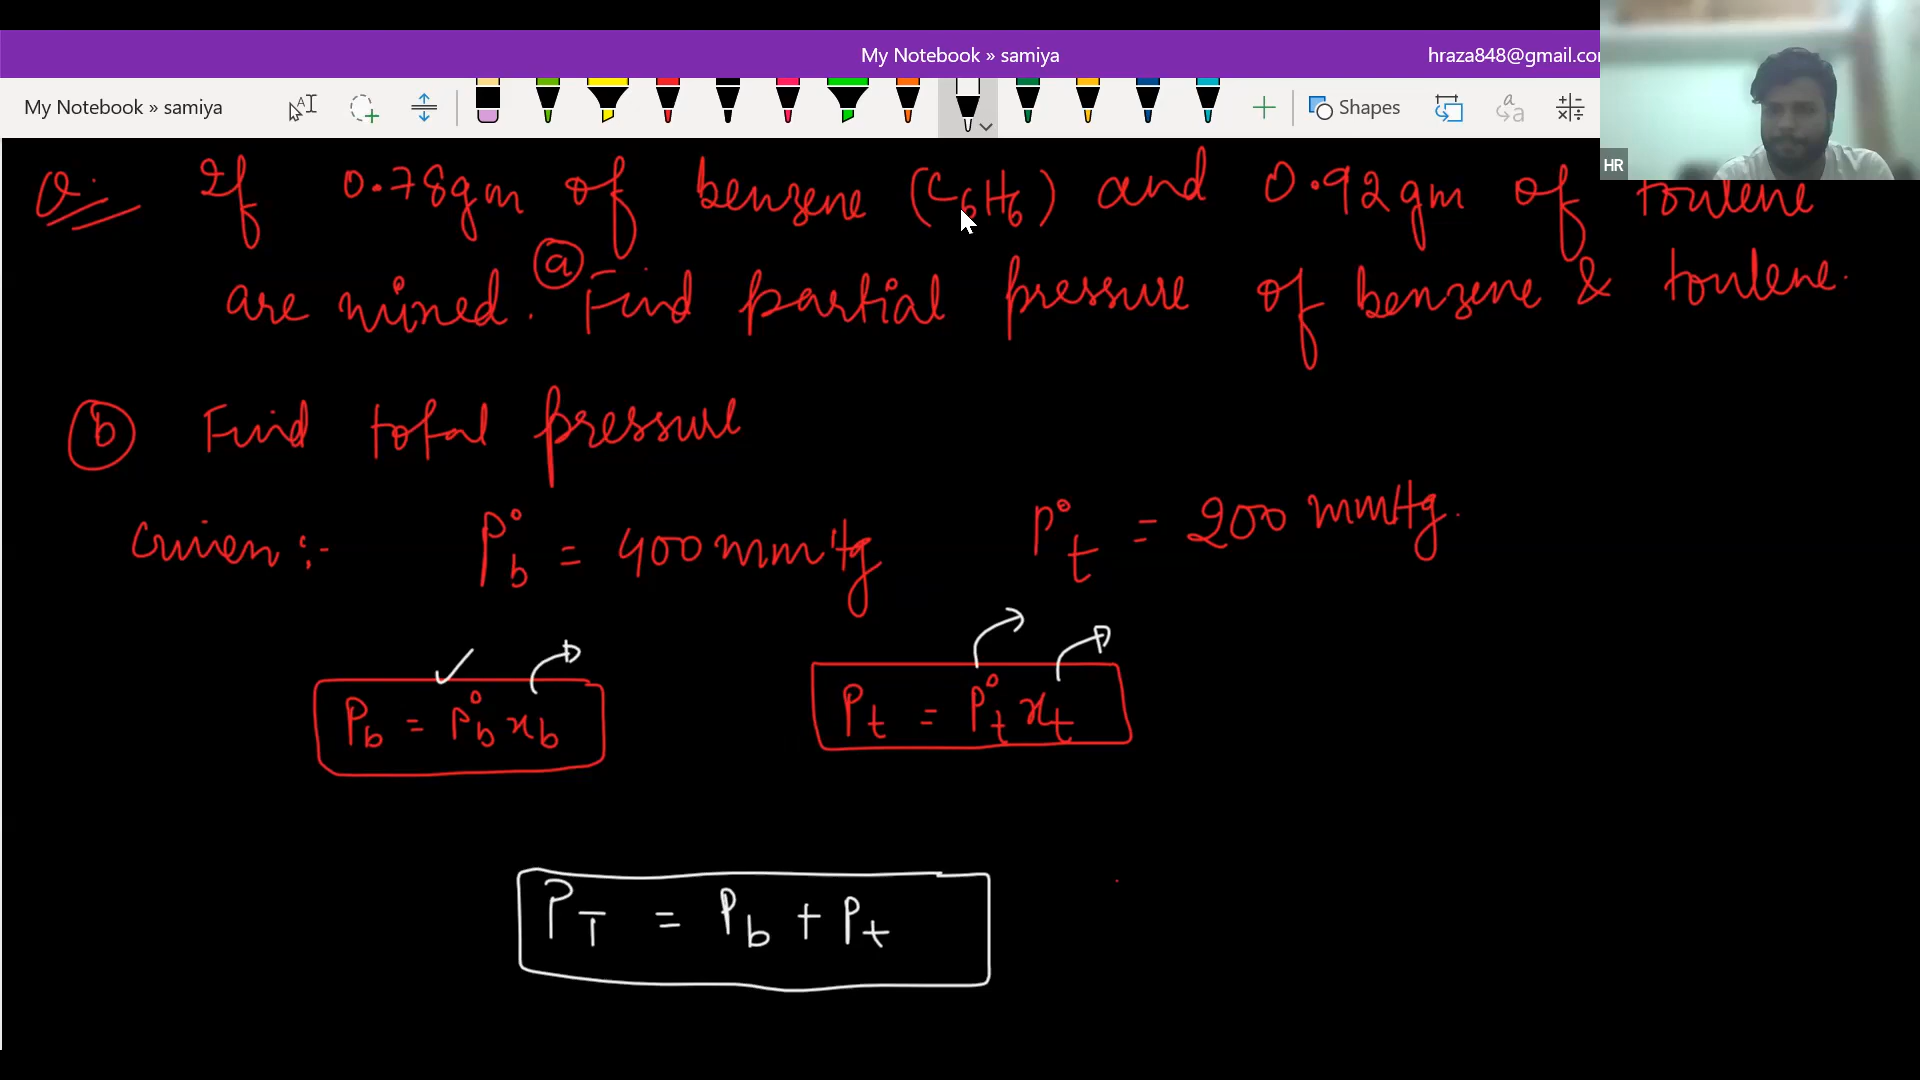 My Notebook » samiya
hraza848@gmail.co
My Notebook » samiya
Shapes
HR
Q:- If 0.78gm of benzene (C₆H₆) and 0.92gm of toulene
are mixed. ⓐ Find partial pressure of benzene & toulene.
ⓑ Find total pressure
Given :- P°b = 400 mmHg P°t = 200 mmHg.
Pb = P°b xb Pt = P°t xt
PT = Pb + Pt